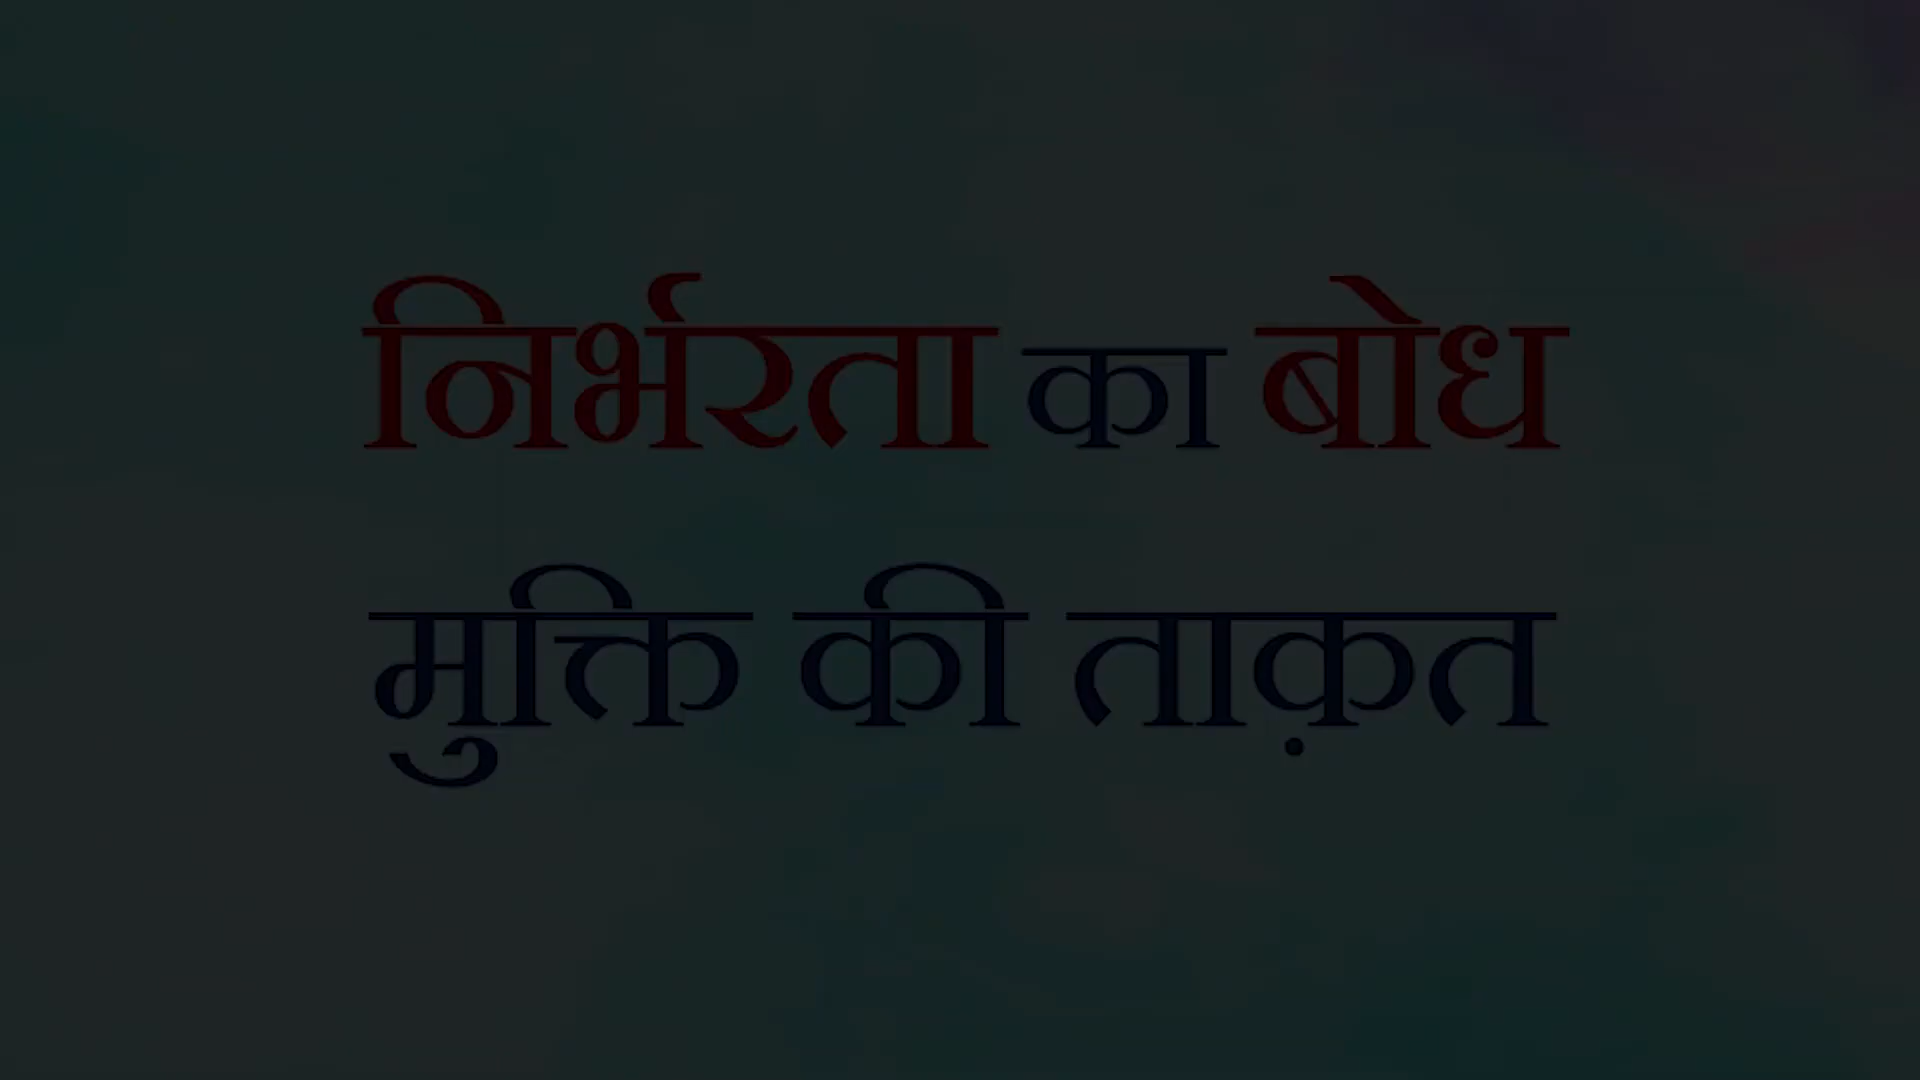 निर्भरता का बोध
मुक्ति की ताक़त